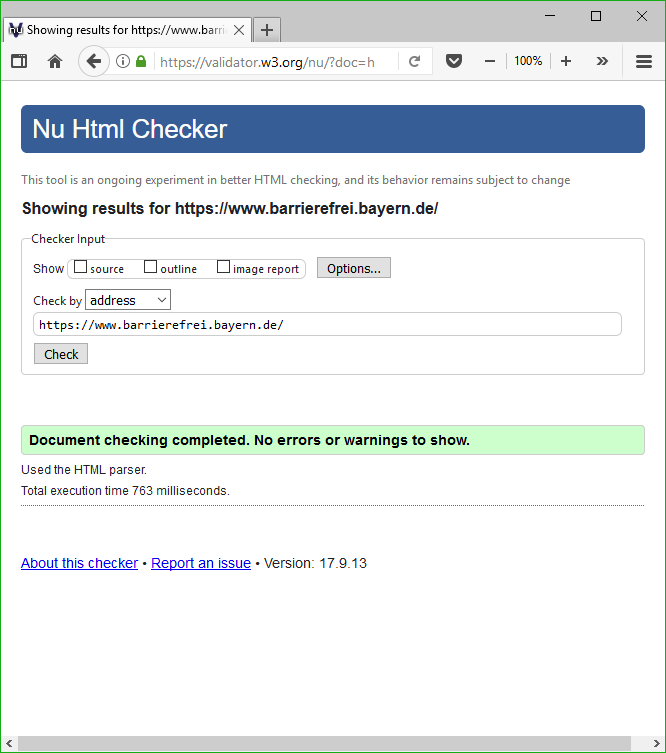 Showing results for https://www.barri
https://validator.w3.org/nu/?doc=h
100%
Nu Html Checker
This tool is an ongoing experiment in better HTML checking, and its behavior remains subject to change
Showing results for https://www.barrierefrei.bayern.de/
Checker Input
Show source outline image report Options...
Check by address
https://www.barrierefrei.bayern.de/
Check
Document checking completed. No errors or warnings to show.
Used the HTML parser.
Total execution time 763 milliseconds.
About this checker • Report an issue • Version: 17.9.13